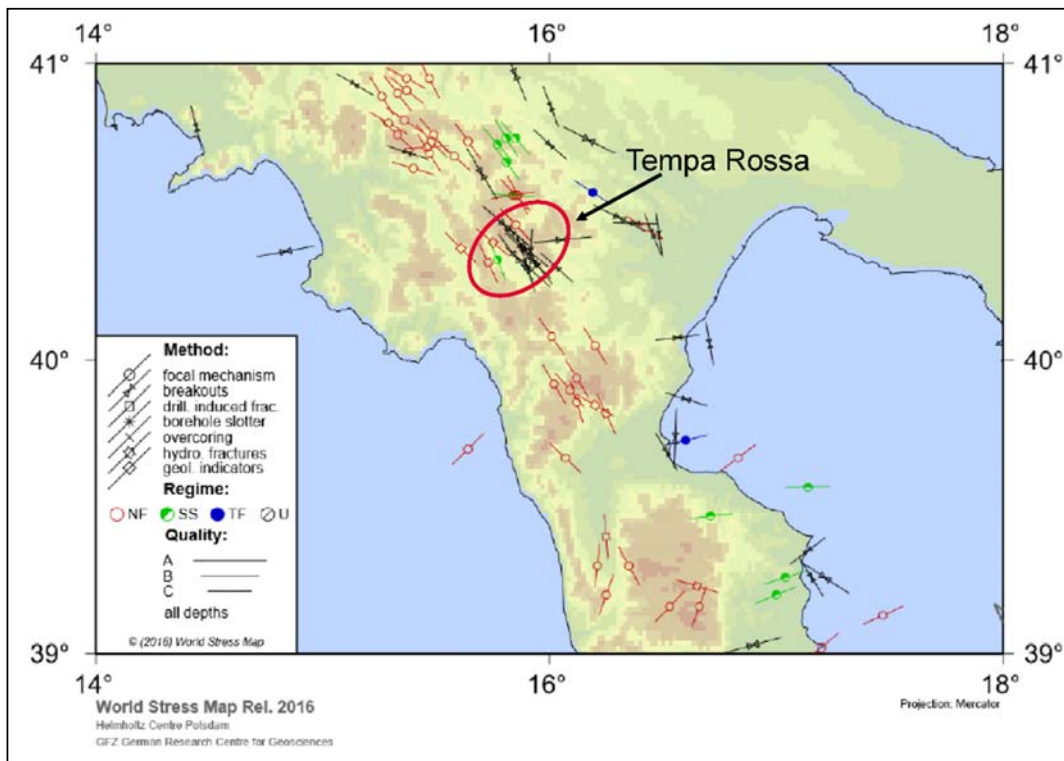 14°
16°
18°
41°
41°
Tempa Rossa
40°
40°
Method:
focal mechanism
breakouts
drill. induced frac.
borehole slotter
overcoring
hydro. fractures
geol. indicators
Regime:
NF SS TF U
Quality:
A
B
C
all depths
© (2016) World Stress Map
39°
39°
14°
16°
18°
World Stress Map Rel. 2016
Helmholtz Centre Potsdam
GFZ German Research Centre for Geosciences
Projection: Mercator